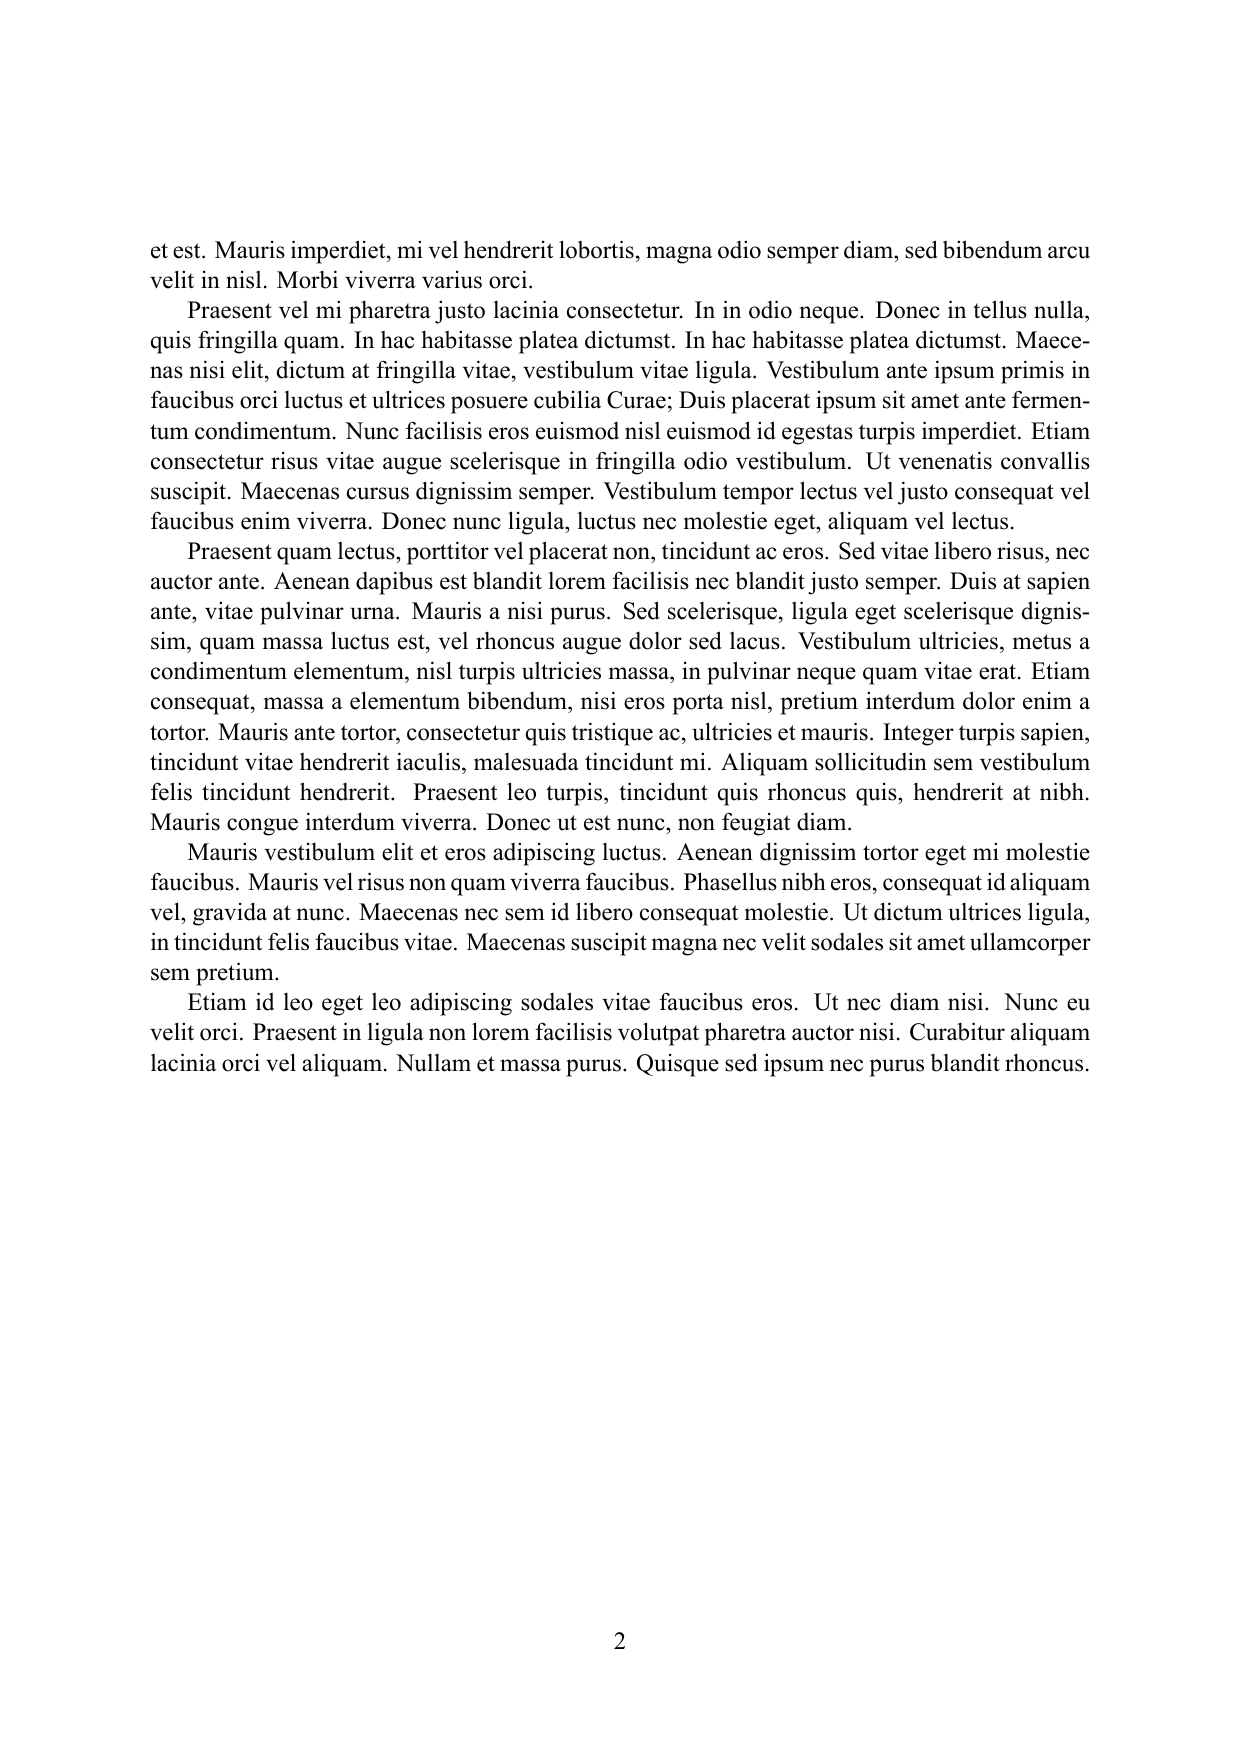 et est. Mauris imperdiet, mi vel hendrerit lobortis, magna odio semper diam, sed bibendum arcu
velit in nisl. Morbi viverra varius orci.
Praesent vel mi pharetra justo lacinia consectetur. In in odio neque. Donec in tellus nulla,
quis fringilla quam. In hac habitasse platea dictumst. In hac habitasse platea dictumst. Maece-
nas nisi elit, dictum at fringilla vitae, vestibulum vitae ligula. Vestibulum ante ipsum primis in
faucibus orci luctus et ultrices posuere cubilia Curae; Duis placerat ipsum sit amet ante fermen-
tum condimentum. Nunc facilisis eros euismod nisl euismod id egestas turpis imperdiet. Etiam
consectetur risus vitae augue scelerisque in fringilla odio vestibulum. Ut venenatis convallis
suscipit. Maecenas cursus dignissim semper. Vestibulum tempor lectus vel justo consequat vel
faucibus enim viverra. Donec nunc ligula, luctus nec molestie eget, aliquam vel lectus.
Praesent quam lectus, porttitor vel placerat non, tincidunt ac eros. Sed vitae libero risus, nec
auctor ante. Aenean dapibus est blandit lorem facilisis nec blandit justo semper. Duis at sapien
ante, vitae pulvinar urna. Mauris a nisi purus. Sed scelerisque, ligula eget scelerisque dignis-
sim, quam massa luctus est, vel rhoncus augue dolor sed lacus. Vestibulum ultricies, metus a
condimentum elementum, nisl turpis ultricies massa, in pulvinar neque quam vitae erat. Etiam
consequat, massa a elementum bibendum, nisi eros porta nisl, pretium interdum dolor enim a
tortor. Mauris ante tortor, consectetur quis tristique ac, ultricies et mauris. Integer turpis sapien,
tincidunt vitae hendrerit iaculis, malesuada tincidunt mi. Aliquam sollicitudin sem vestibulum
felis tincidunt hendrerit. Praesent leo turpis, tincidunt quis rhoncus quis, hendrerit at nibh.
Mauris congue interdum viverra. Donec ut est nunc, non feugiat diam.
Mauris vestibulum elit et eros adipiscing luctus. Aenean dignissim tortor eget mi molestie
faucibus. Mauris vel risus non quam viverra faucibus. Phasellus nibh eros, consequat id aliquam
vel, gravida at nunc. Maecenas nec sem id libero consequat molestie. Ut dictum ultrices ligula,
in tincidunt felis faucibus vitae. Maecenas suscipit magna nec velit sodales sit amet ullamcorper
sem pretium.
Etiam id leo eget leo adipiscing sodales vitae faucibus eros. Ut nec diam nisi. Nunc eu
velit orci. Praesent in ligula non lorem facilisis volutpat pharetra auctor nisi. Curabitur aliquam
lacinia orci vel aliquam. Nullam et massa purus. Quisque sed ipsum nec purus blandit rhoncus.
2